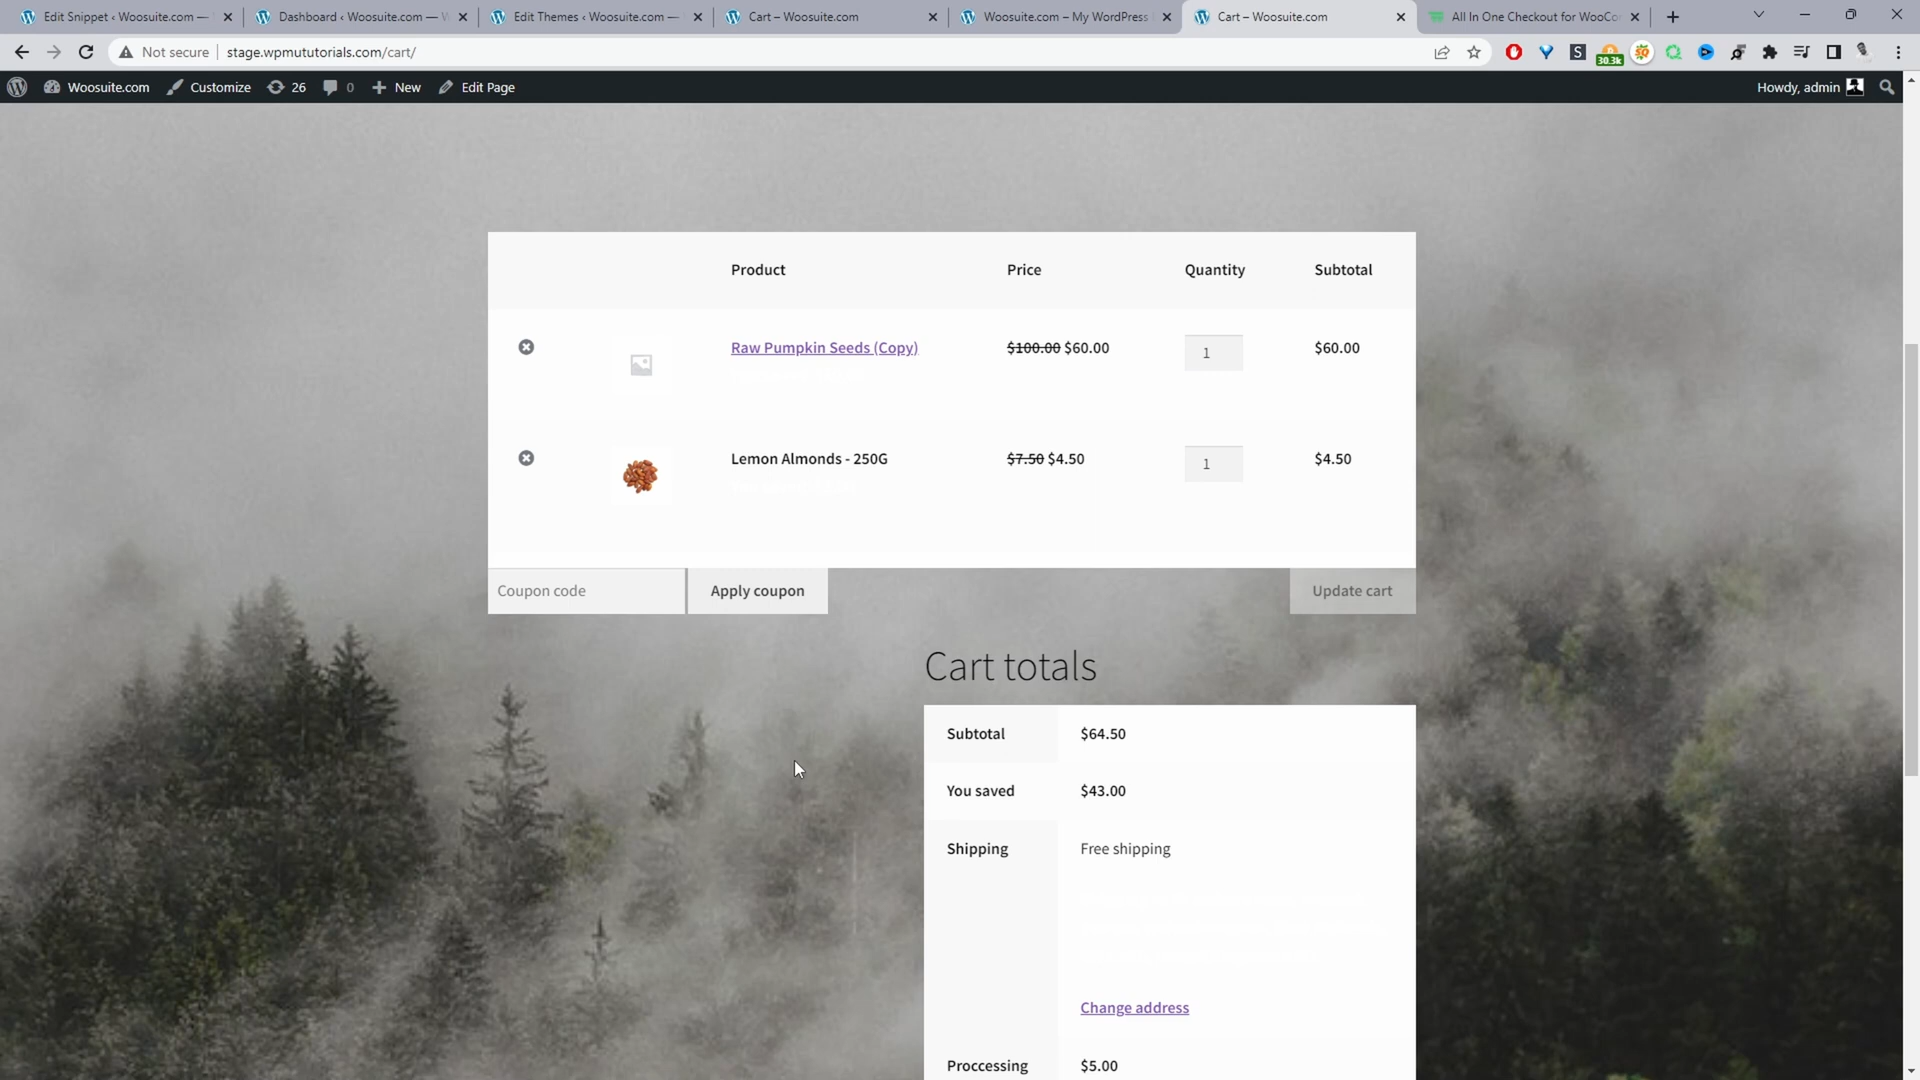 Edit Snippet ‹ Woosuite.com —
Dashboard ‹ Woosuite.com — W
Edit Themes ‹ Woosuite.com —
Cart – Woosuite.com
Woosuite.com – My WordPress
Cart – Woosuite.com
All In One Checkout for WooCo
Not secure
stage.wpmututorials.com/cart/
30.3k
Woosuite.com
Customize
26
0
New
Edit Page
Howdy, admin
Product Price Quantity Subtotal
Raw Pumpkin Seeds (Copy) $100.00 $60.00 1 $60.00
Lemon Almonds - 250G $7.50 $4.50 1 $4.50
Coupon code
Apply coupon
Update cart
Cart totals
Subtotal $64.50
You saved $43.00
Shipping Free shipping
Change address
Proccessing $5.00